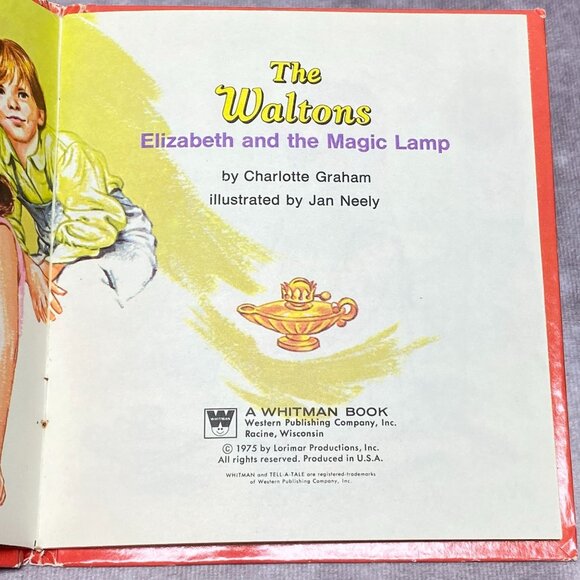 The
Waltons
Elizabeth and the Magic Lamp
by Charlotte Graham
illustrated by Jan Neely
WHITMAN
A WHITMAN BOOK
Western Publishing Company, Inc.
Racine, Wisconsin
© 1975 by Lorimar Productions, Inc.
All rights reserved. Produced in U.S.A.
WHITMAN and TELL-A-TALE are registered trademarks
of Western Publishing Company, Inc.